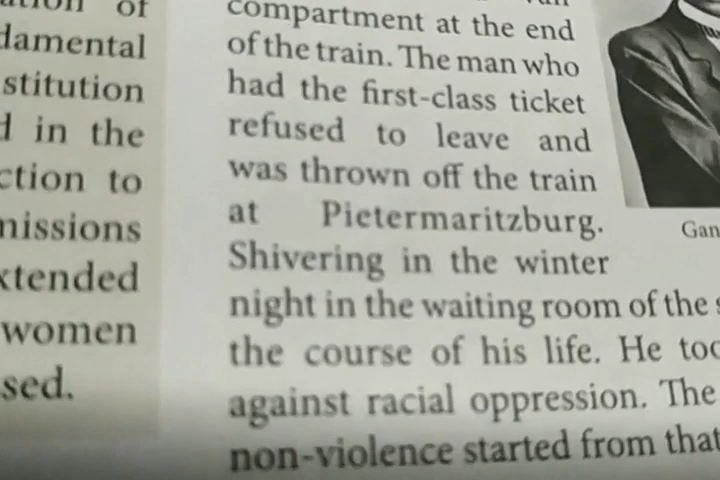 of
damental
stitution
d in the
ction to
missions
xtended
women
sed.
compartment at the end
of the train. The man who
had the first-class ticket
refused to leave and
was thrown off the train
at Pietermaritzburg.
Shivering in the winter
night in the waiting room of the s
the course of his life. He too
against racial oppression. The
non-violence started from that
Gan